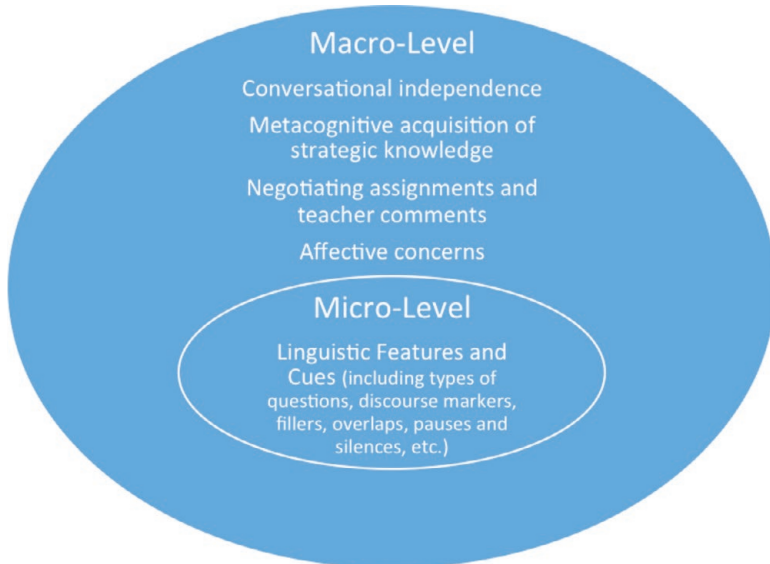 Macro-Level
Conversational independence
Metacognitive acquisition of
strategic knowledge
Negotiating assignments and
teacher comments
Affective concerns
Micro-Level
Linguistic Features and
Cues (including types of
questions, discourse markers,
fillers, overlaps, pauses and
silences, etc.)